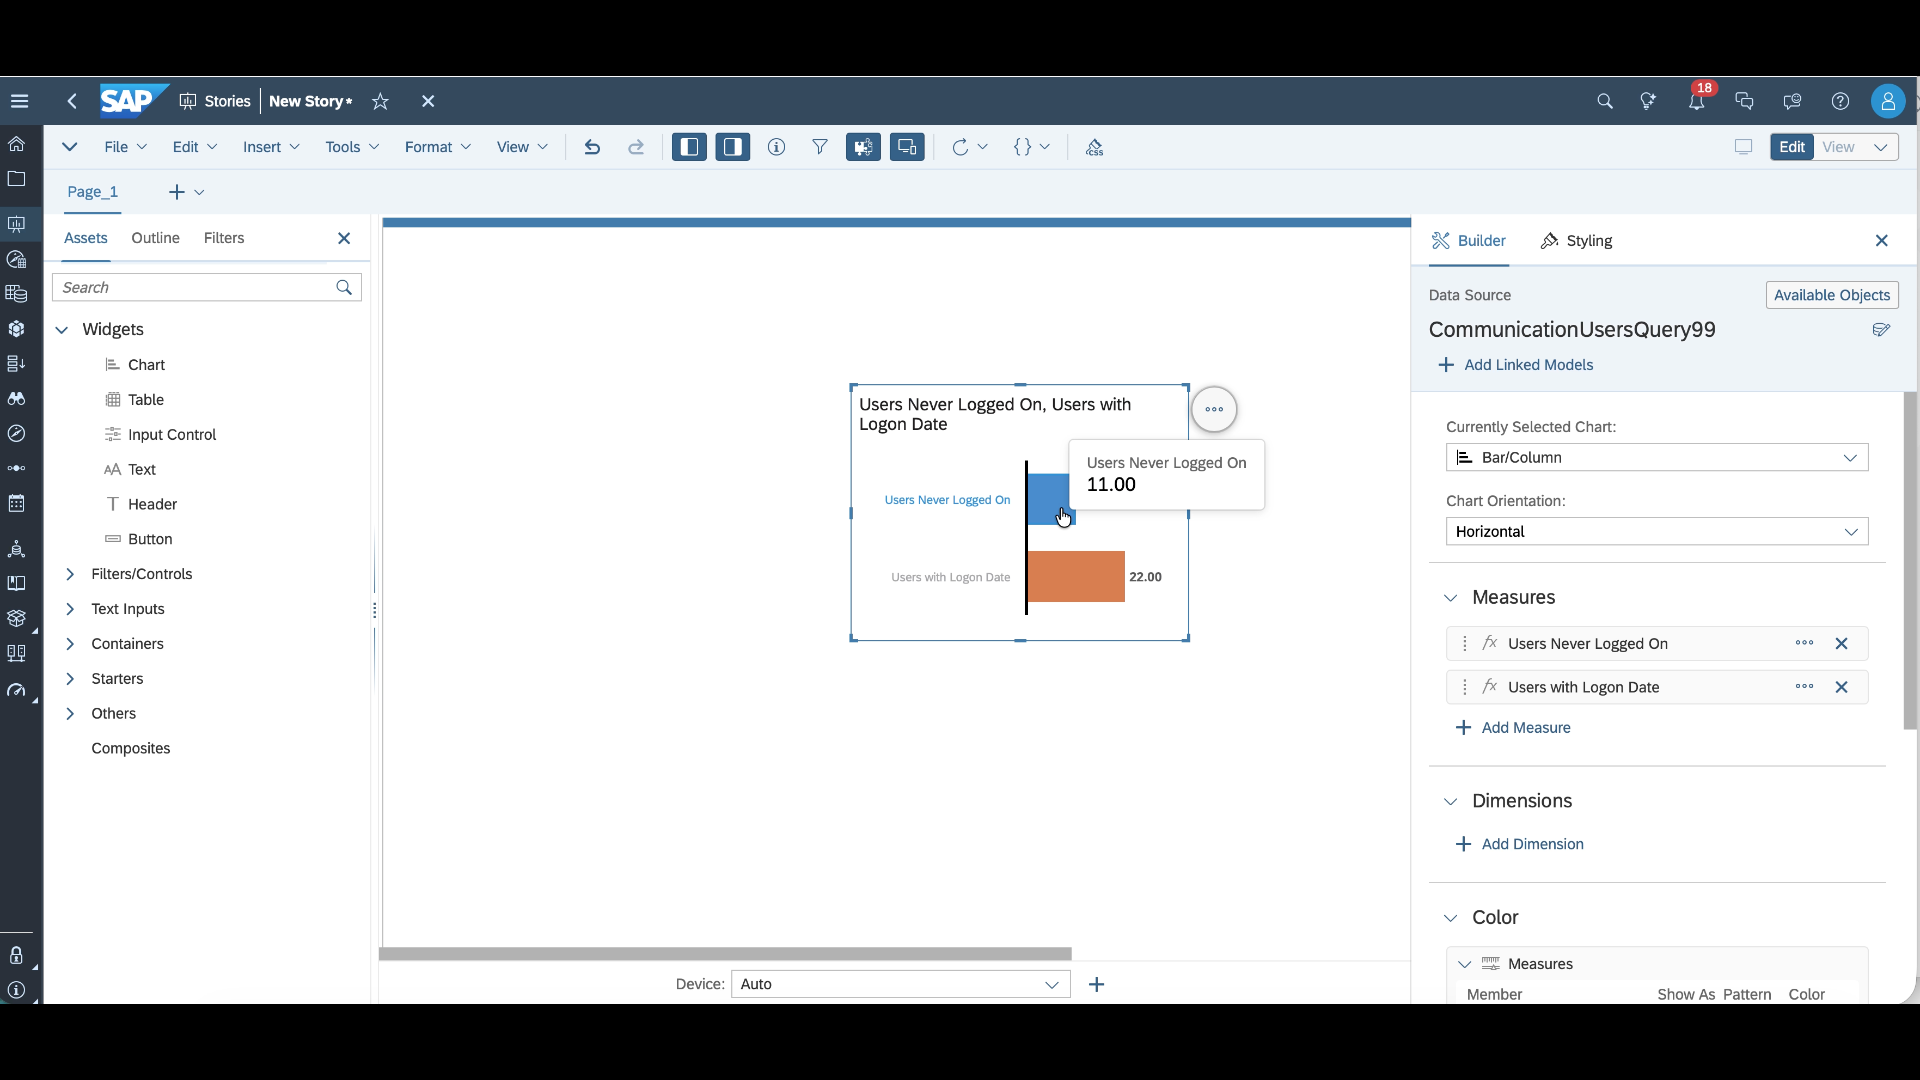 SAP Stories New Story* 18
File Edit Insert Tools Format View {} CSS Edit View
Page_1
Assets Outline Filters
Search
Widgets
Chart
Table
Input Control
AA Text
T Header
Button
Filters/Controls
Text Inputs
Containers
Starters
Others
Composites
Users Never Logged On, Users with
Logon Date
Users Never Logged On
Users Never Logged On
11.00
Users with Logon Date 22.00
Device: Auto
Builder Styling
Data Source Available Objects
CommunicationUsersQuery99
Add Linked Models
Currently Selected Chart:
Bar/Column
Chart Orientation:
Horizontal
Measures
fx Users Never Logged On
fx Users with Logon Date
Add Measure
Dimensions
Add Dimension
Color
Measures
Member Show As Pattern Color